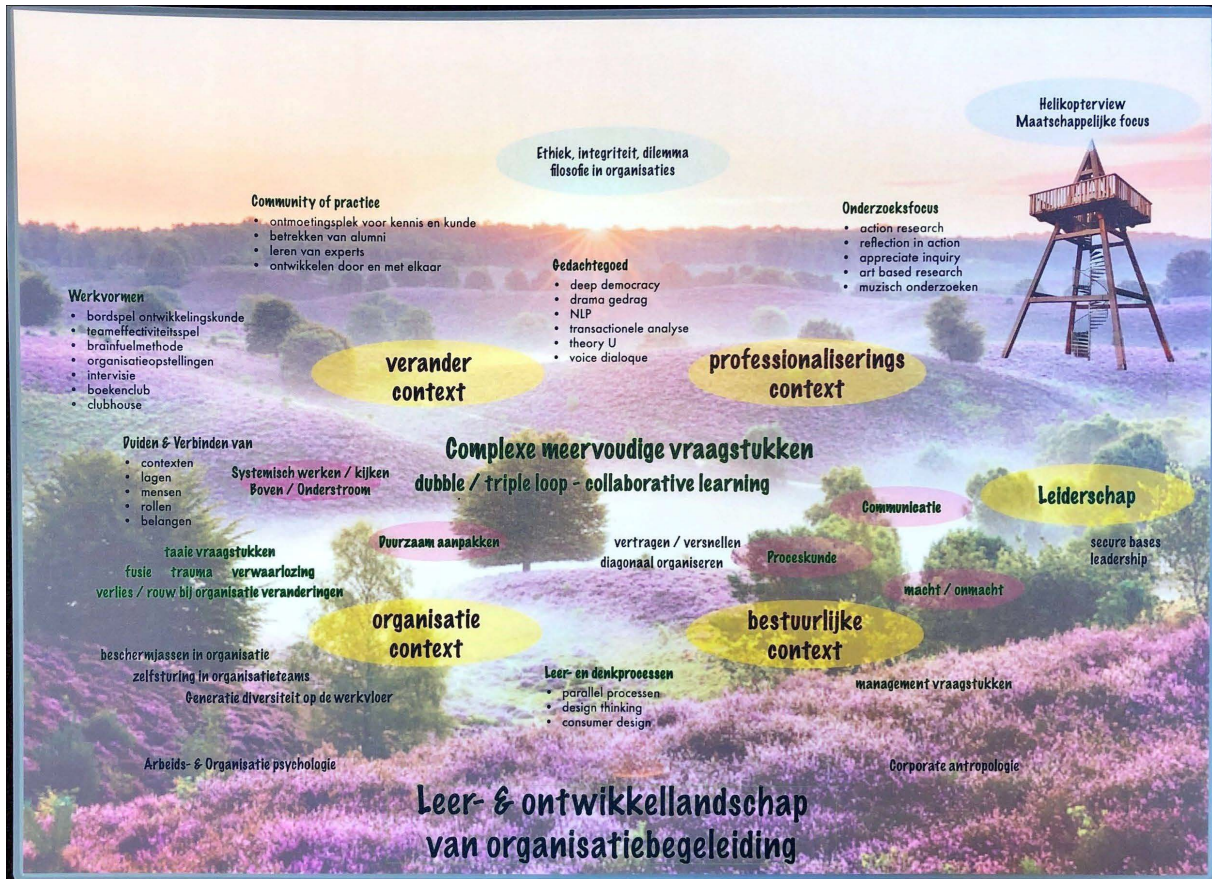 Helikopterview
Maatschappelijke focus
Ethiek, integriteit, dilemma
filosofie in organisaties
Community of practice
• ontmoetingsplek voor kennis en kunde
• betrekken van alumni
• leren van experts
• ontwikkelen door en met elkaar
Onderzoeksfocus
• action research
• reflection in action
• appreciate inquiry
• art based research
• muzisch onderzoeken
Gedachtegoed
• deep democracy
• drama gedrag
• NLP
• transactionele analyse
• theory U
• voice dialoque
Werkvormen
• bordspel ontwikkelingskunde
• teameffectiviteitsspel
• brainfuelmethode
• organisatieopstellingen
• intervisie
• boekenclub
• clubhouse
verander
context
professionaliserings
context
Complexe meervoudige vraagstukken
dubble / triple loop - collaborative learning
Duiden & Verbinden van
• contexten
• lagen
• mensen
• rollen
• belangen
Systemisch werken / kijken
Boven / Onderstroom
Leiderschap
Communicatie
Duurzaam aanpakken
vertragen / versnellen
diagonaal organiseren
Proceskunde
secure bases
leadership
macht / onmacht
taaie vraagstukken
fusie trauma verwaarlozing
verlies / rouw bij organisatie veranderingen
organisatie
context
bestuurlijke
context
beschermjassen in organisatie
zelfsturing in organisatieteams
Generatie diversiteit op de werkvloer
Leer- en denkprocessen
• parallel processen
• design thinking
• consumer design
management vraagstukken
Arbeids- & Organisatie psychologie
Corporate antropologie
Leer- & ontwikkellandschap
van organisatiebegeleiding